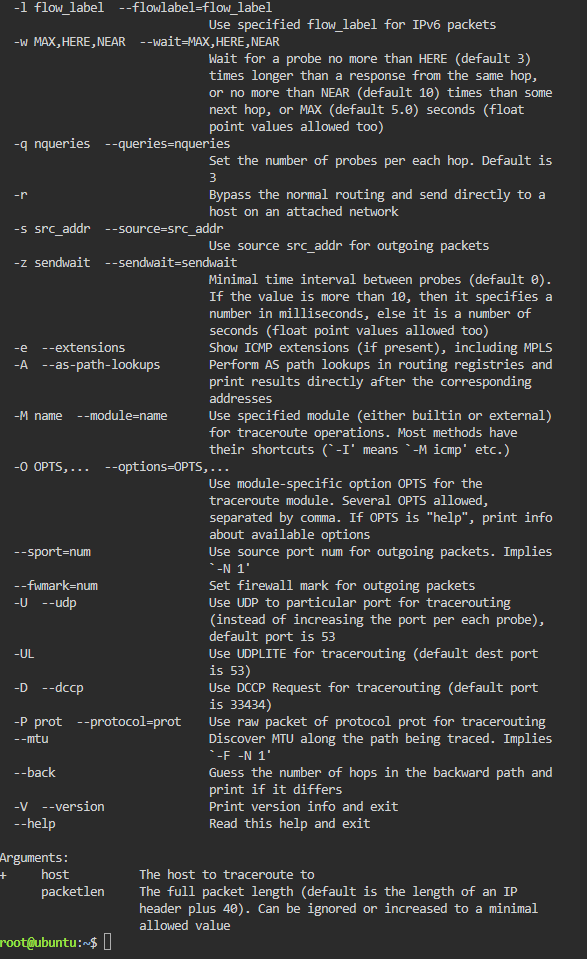 -l flow_label  --flowlabel=flow_label
Use specified flow_label for IPv6 packets
-w MAX,HERE,NEAR  --wait=MAX,HERE,NEAR
Wait for a probe no more than HERE (default 3)
times longer than a response from the same hop,
or no more than NEAR (default 10) times than some
next hop, or MAX (default 5.0) seconds (float
point values allowed too)
-q nqueries  --queries=nqueries
Set the number of probes per each hop. Default is
3
-r                          Bypass the normal routing and send directly to a
host on an attached network
-s src_addr  --source=src_addr
Use source src_addr for outgoing packets
-z sendwait  --sendwait=sendwait
Minimal time interval between probes (default 0).
If the value is more than 10, then it specifies a
number in milliseconds, else it is a number of
seconds (float point values allowed too)
-e  --extensions            Show ICMP extensions (if present), including MPLS
-A  --as-path-lookups       Perform AS path lookups in routing registries and
print results directly after the corresponding
addresses
-M name  --module=name      Use specified module (either builtin or external)
for traceroute operations. Most methods have
their shortcuts (`-I' means `-M icmp' etc.)
-O OPTS,...  --options=OPTS,...
Use module-specific option OPTS for the
traceroute module. Several OPTS allowed,
separated by comma. If OPTS is "help", print info
about available options
--sport=num                 Use source port num for outgoing packets. Implies
`-N 1'
--fwmark=num                Set firewall mark for outgoing packets
-U  --udp                   Use UDP to particular port for tracerouting
(instead of increasing the port per each probe),
default port is 53
-UL                         Use UDPLITE for tracerouting (default dest port
is 53)
-D  --dccp                  Use DCCP Request for tracerouting (default port
is 33434)
-P prot  --protocol=prot    Use raw packet of protocol prot for tracerouting
--mtu                       Discover MTU along the path being traced. Implies
`-F -N 1'
--back                      Guess the number of hops in the backward path and
print if it differs
-V  --version               Print version info and exit
--help                      Read this help and exit
Arguments:
+     host          The host to traceroute to
packetlen     The full packet length (default is the length of an IP
header plus 40). Can be ignored or increased to a minimal
allowed value
root@ubuntu:~$